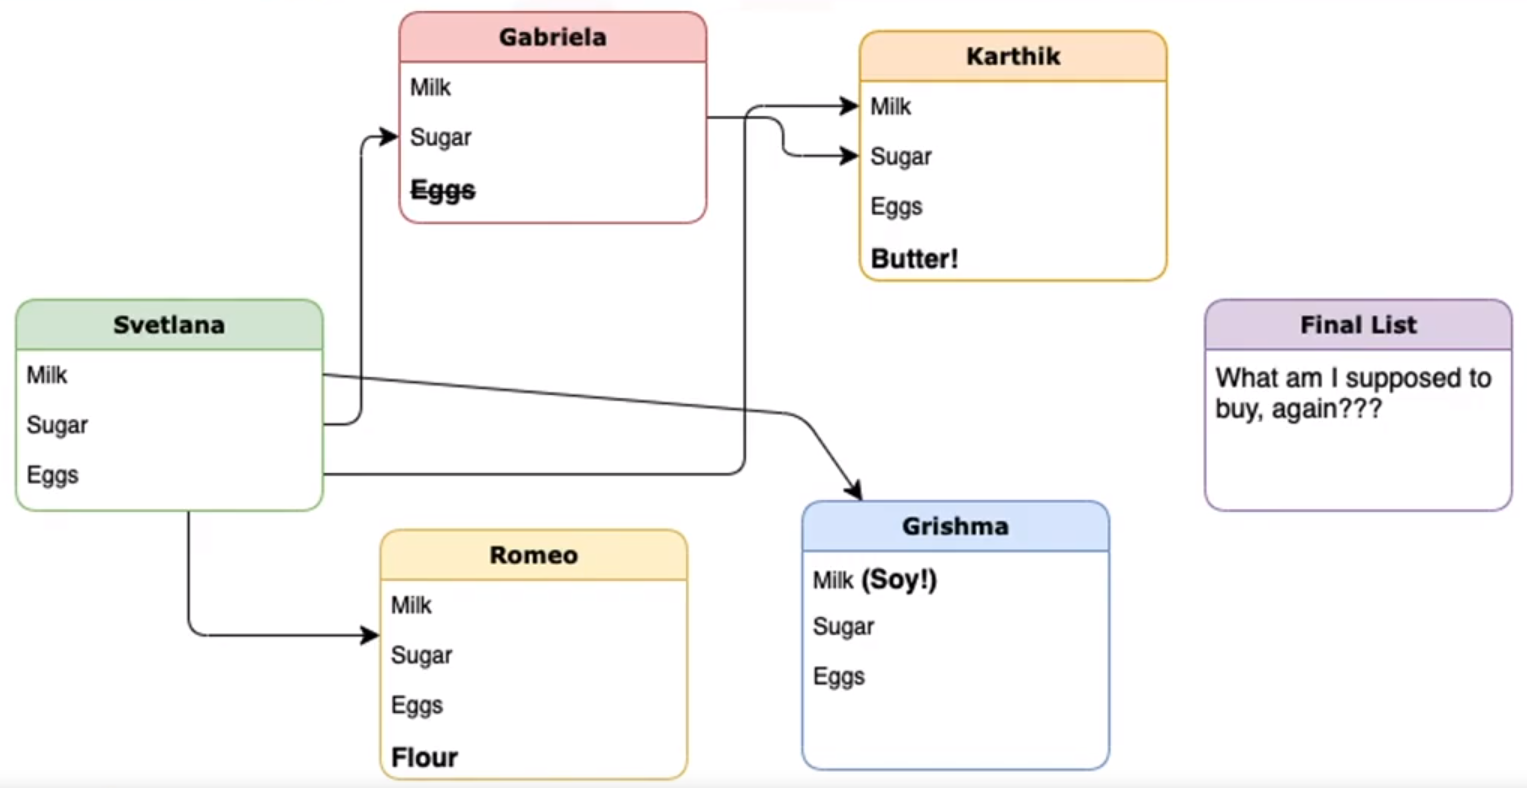 Gabriela
Milk
Sugar
Eggs
Karthik
Milk
Sugar
Eggs
Butter!
Svetlana
Milk
Sugar
Eggs
Final List
What am I supposed to
buy, again???
Romeo
Milk
Sugar
Eggs
Flour
Grishma
Milk (Soy!)
Sugar
Eggs